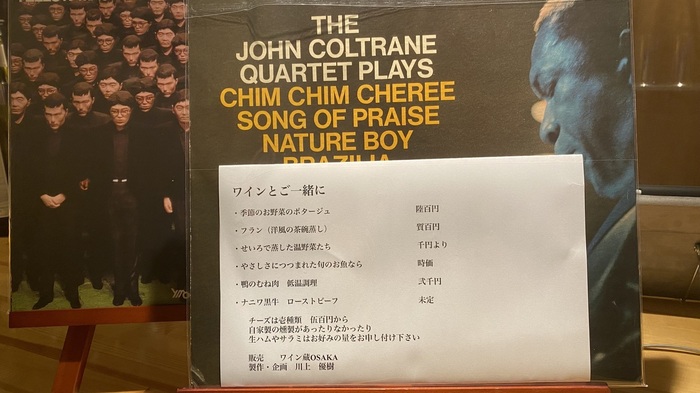 THE
JOHN COLTRANE
QUARTET PLAYS
CHIM CHIM CHEREE
SONG OF PRAISE
NATURE BOY
BRAZILIA
ワインとご一緒に
・季節のお野菜のポタージュ 陸百円
・フラン（洋風の茶碗蒸し） 質百円
・せいろで蒸した温野菜たち 千円より
・やさしさにつつまれた旬のお魚なら 時価
・鴨のむね肉 低温調理 弐千円
・ナニワ黒牛 ローストビーフ 未定
チーズは壱種類 伍百円から
自家製の燻製があったりなかったり
生ハムやサラミはお好みの量をお申し付け下さい
販売 ワイン蔵OSAKA
製作・企画 川上 優樹